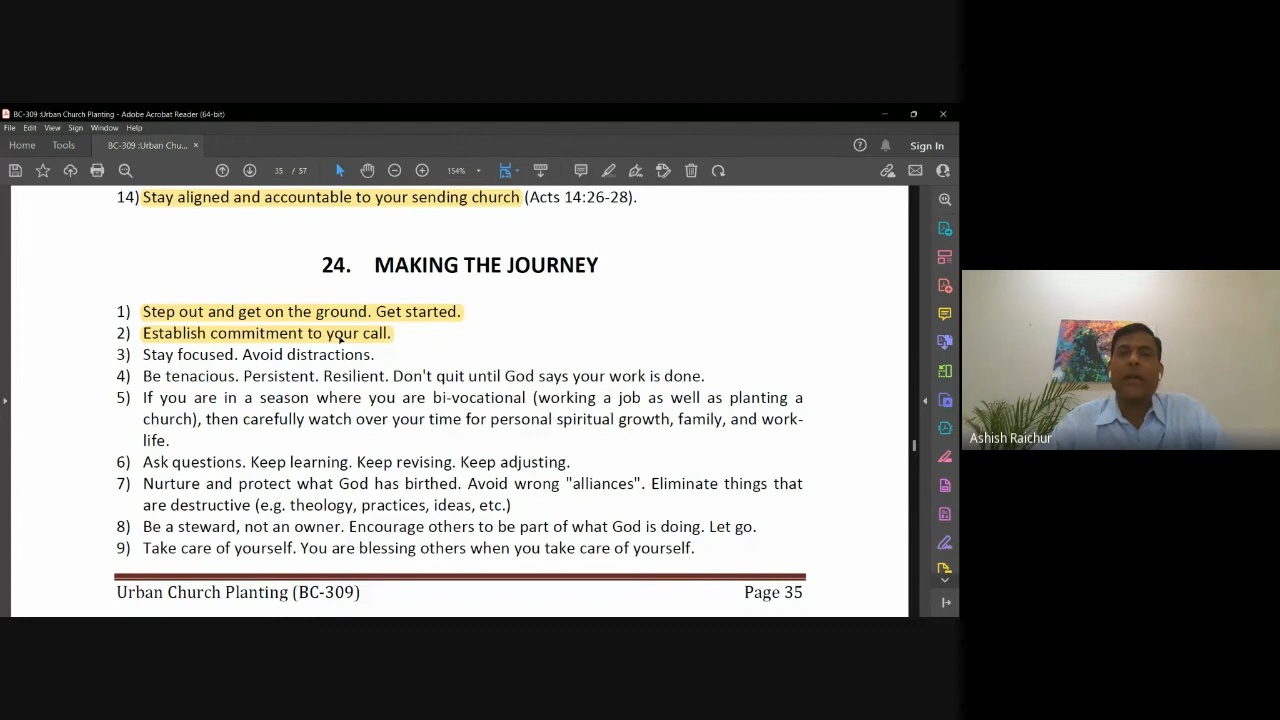 BC-309 :Urban Church Planting - Adobe Acrobat Reader (64-bit)
File Edit View Sign Window Help
Home Tools BC-309 :Urban Chu... × Sign In
35 / 57 154%
14) Stay aligned and accountable to your sending church (Acts 14:26-28).
24. MAKING THE JOURNEY
1) Step out and get on the ground. Get started.
2) Establish commitment to your call.
3) Stay focused. Avoid distractions.
4) Be tenacious. Persistent. Resilient. Don't quit until God says your work is done.
5) If you are in a season where you are bi-vocational (working a job as well as planting a
church), then carefully watch over your time for personal spiritual growth, family, and work-
life.
6) Ask questions. Keep learning. Keep revising. Keep adjusting.
7) Nurture and protect what God has birthed. Avoid wrong "alliances". Eliminate things that
are destructive (e.g. theology, practices, ideas, etc.)
8) Be a steward, not an owner. Encourage others to be part of what God is doing. Let go.
9) Take care of yourself. You are blessing others when you take care of yourself.
Urban Church Planting (BC-309) Page 35
Ashish Raichur